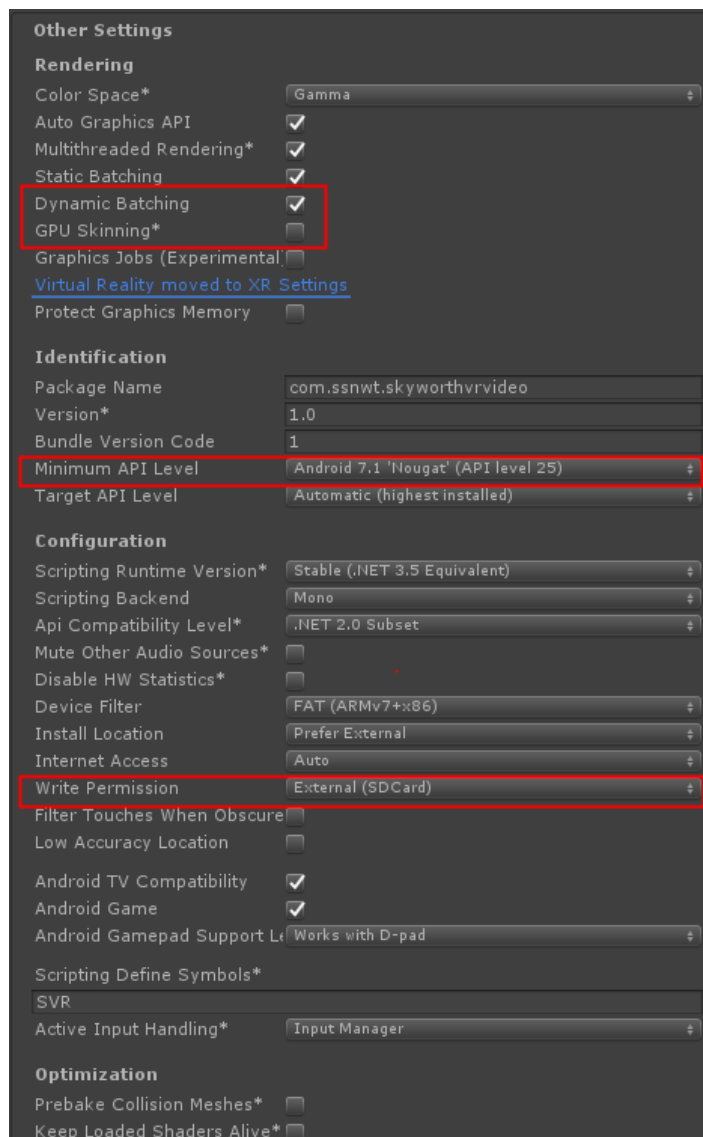 Other Settings
Rendering
Color Space* Gamma
Auto Graphics API
Multithreaded Rendering*
Static Batching
Dynamic Batching
GPU Skinning*
Graphics Jobs (Experimental)
Virtual Reality moved to XR Settings
Protect Graphics Memory
Identification
Package Name com.ssnwt.skyworthvrvideo
Version* 1.0
Bundle Version Code 1
Minimum API Level Android 7.1 'Nougat' (API level 25)
Target API Level Automatic (highest installed)
Configuration
Scripting Runtime Version* Stable (.NET 3.5 Equivalent)
Scripting Backend Mono
Api Compatibility Level* .NET 2.0 Subset
Mute Other Audio Sources*
Disable HW Statistics*
Device Filter FAT (ARMv7+x86)
Install Location Prefer External
Internet Access Auto
Write Permission External (SDCard)
Filter Touches When Obscure
Low Accuracy Location
Android TV Compatibility
Android Game
Android Gamepad Support Le Works with D-pad
Scripting Define Symbols*
SVR
Active Input Handling* Input Manager
Optimization
Prebake Collision Meshes*
Keep Loaded Shaders Alive*